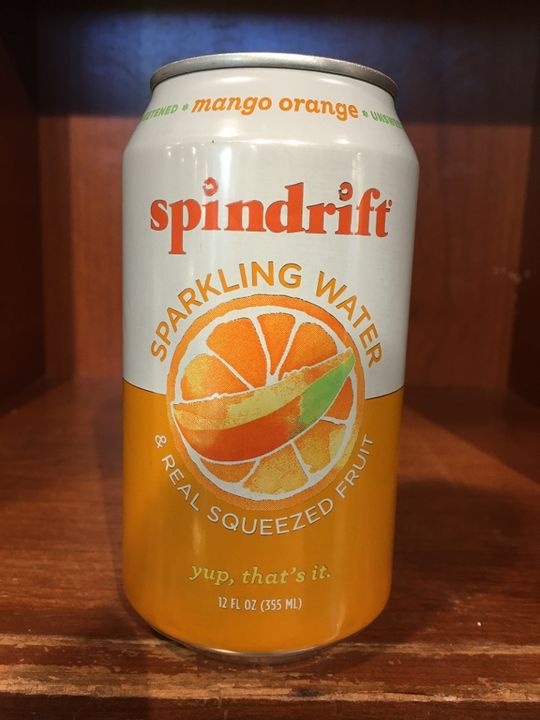 mango orange
spindrift
SPARKLING WATER
& REAL SQUEEZED FRUIT
yup, that's it.
12 FL OZ (355 ML)